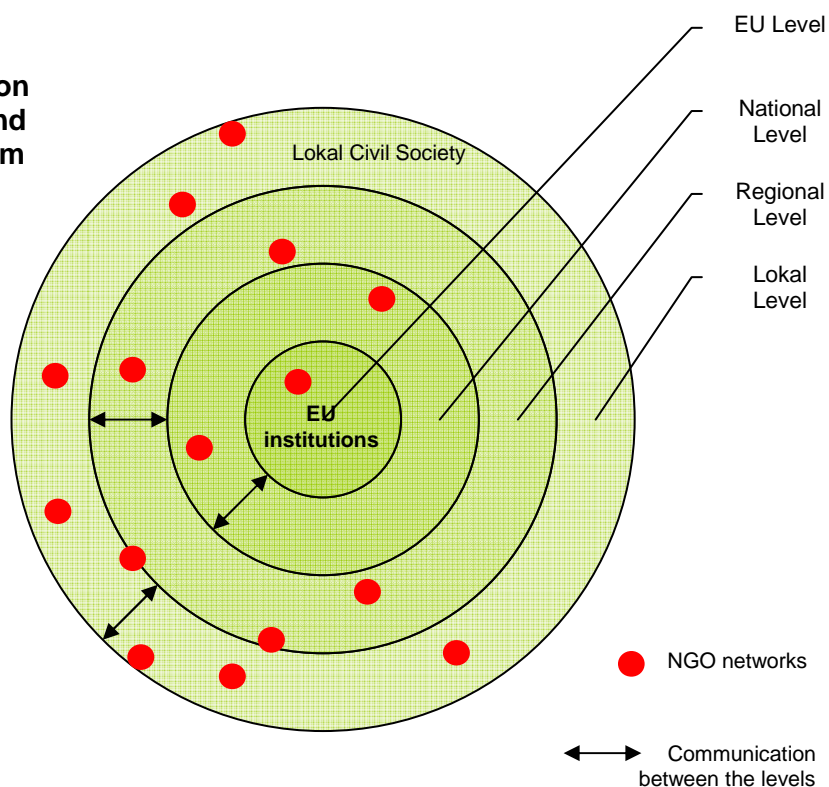 on
nd
m
EU Level
National
Level
Regional
Level
Lokal
Level
Lokal Civil Society
EU
institutions
NGO networks
Communication
between the levels